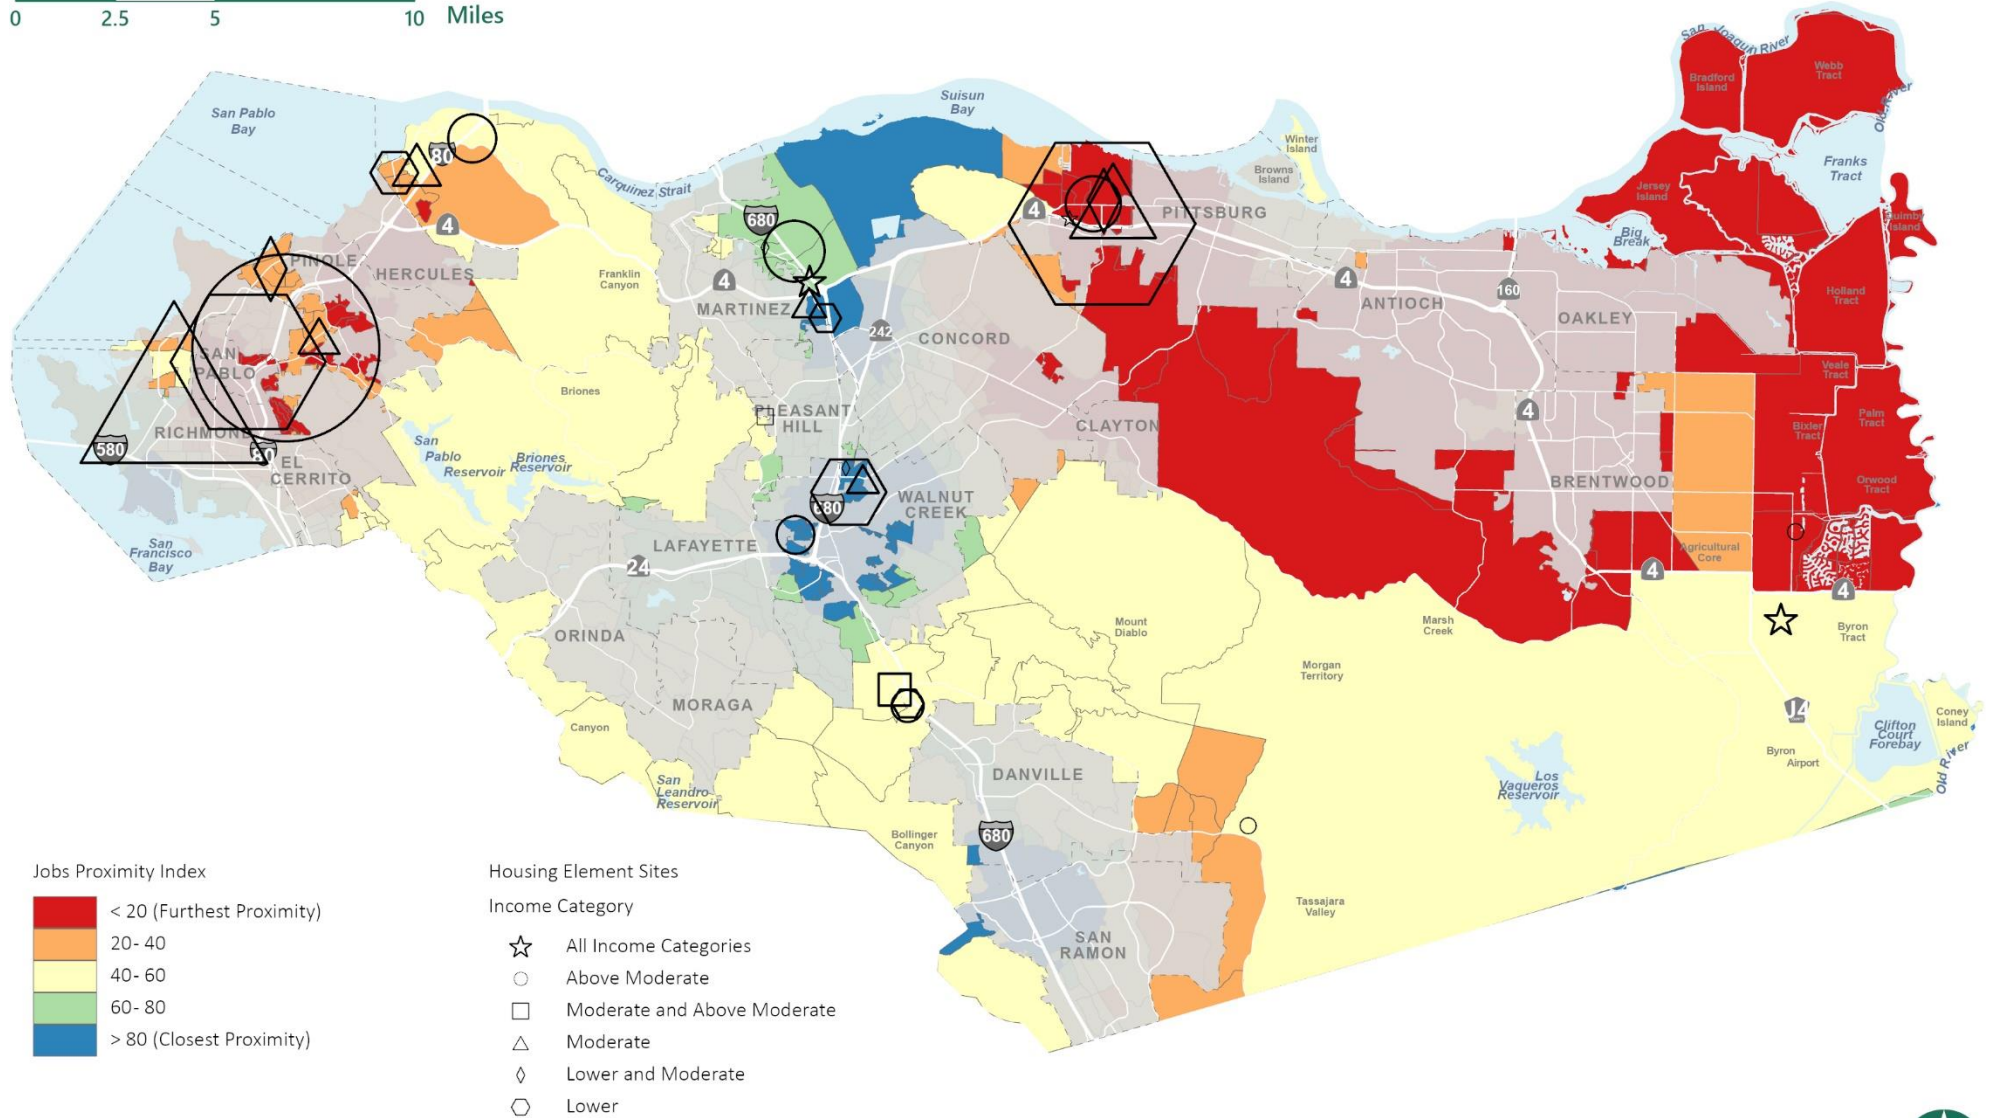 0 2.5 5 10 Miles
San Pablo
Bay
Suisun
Bay
San Joaquin River
Bradford
Island
Webb
Tract
Old River
Franks
Tract
Winter
Island
Browns
Island
Jersey
Island
Quimby
Island
Big
Break
80
4
Carquinez Strait
680
4
PITTSBURG
PINOLE
HERCULES
Franklin
Canyon
4
MARTINEZ
242
CONCORD
4
ANTIOCH
160
OAKLEY
Holland
Tract
SAN
PABLO
Briones
PLEASANT
HILL
CLAYTON
4
Veale
Tract
Palm
Tract
Bixler
Tract
RICHMOND
580
80
EL
CERRITO
San
Pablo
Reservoir
Briones
Reservoir
680
WALNUT
CREEK
BRENTWOOD
Orwood
Tract
San
Francisco
Bay
LAFAYETTE
24
Agricultural
Core
4
4
ORINDA
Mount
Diablo
Marsh
Creek
Byron
Tract
Morgan
Territory
MORAGA
Canyon
J4
Clifton
Court
Forebay
Coney
Island
Old River
Byron
Airport
San
Leandro
Reservoir
DANVILLE
Los
Vaqueros
Reservoir
Bollinger
Canyon
680
Tassajara
Valley
SAN
RAMON
Jobs Proximity Index
< 20 (Furthest Proximity)
20- 40
40- 60
60- 80
> 80 (Closest Proximity)
Housing Element Sites
Income Category
All Income Categories
Above Moderate
Moderate and Above Moderate
Moderate
Lower and Moderate
Lower